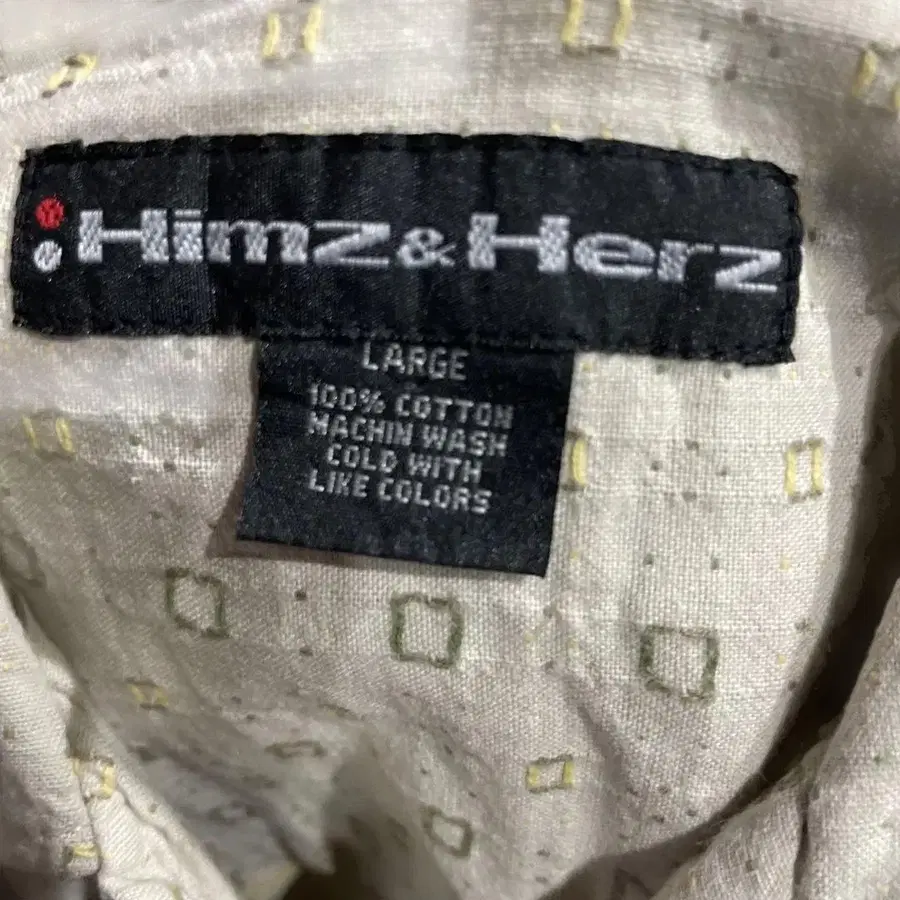 Himz & Herz
LARGE
100% COTTON
MACHIN WASH
COLD WITH
LIKE COLORS